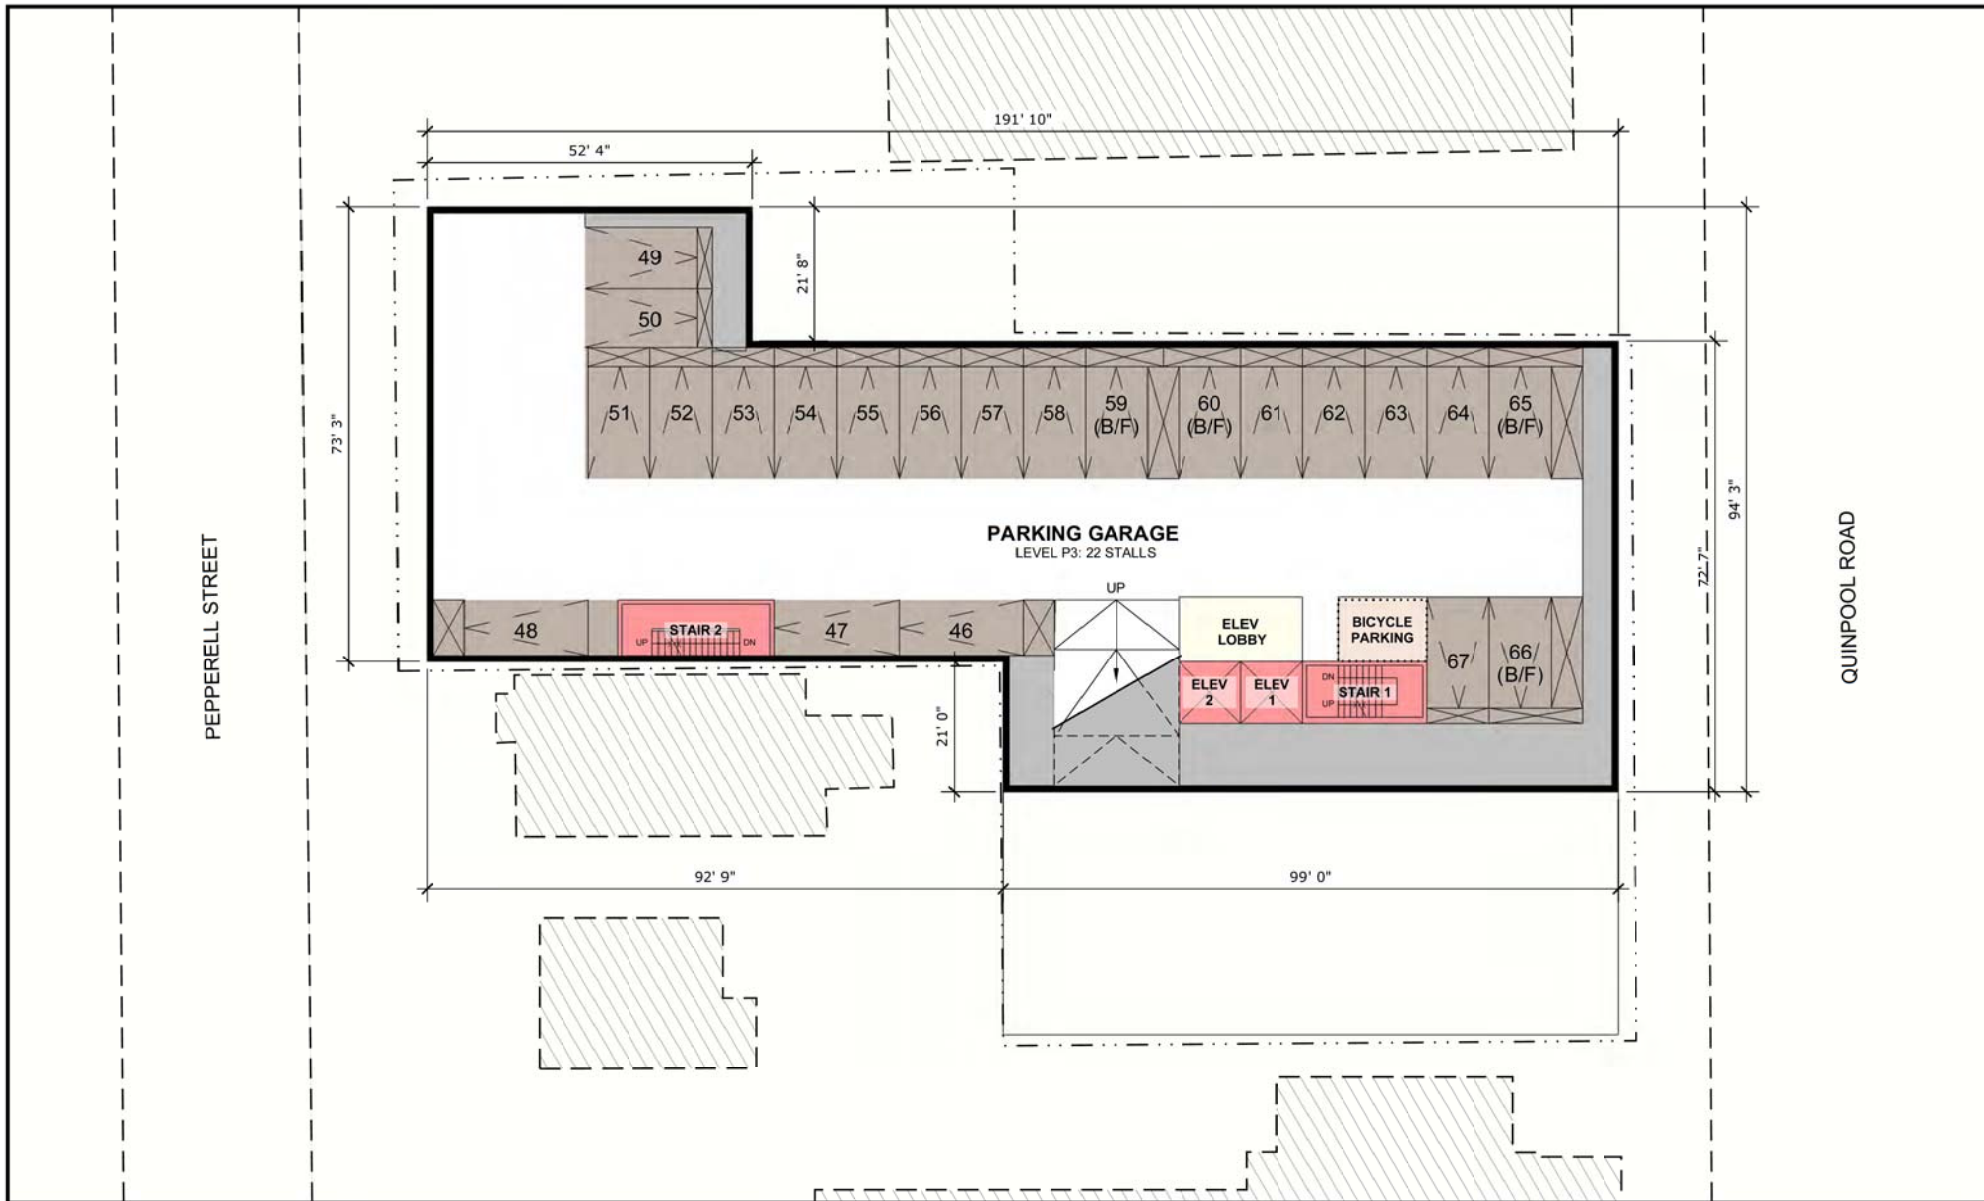 191' 10"
52' 4"
21' 8"
73' 3"
94' 3"
72' 7"
49
50
51
52
53
54
55
56
57
58
59
(B/F)
60
(B/F)
61
62
63
64
65
(B/F)
PARKING GARAGE
LEVEL P3: 22 STALLS
UP
PEPPERELL STREET
QUINPOOL ROAD
48
STAIR 2
UP
DN
47
46
ELEV
LOBBY
BICYCLE
PARKING
67
66
(B/F)
ELEV
2
ELEV
1
DN
STAIR 1
UP
21' 0"
92' 9"
99' 0"